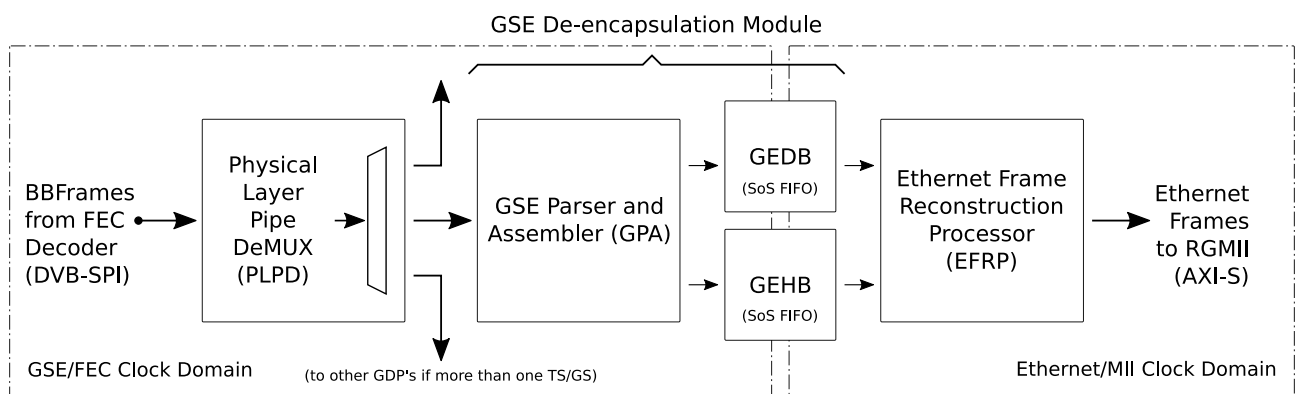 GSE De-encapsulation Module
BBFrames
from FEC
Decoder
(DVB-SPI)
Physical
Layer
Pipe
DeMUX
(PLPD)
GSE Parser and
Assembler (GPA)
GEDB
(SoS FIFO)
GEHB
(SoS FIFO)
Ethernet Frame
Reconstruction
Processor
(EFRP)
Ethernet
Frames
to RGMII
(AXI-S)
GSE/FEC Clock Domain
(to other GDP's if more than one TS/GS)
Ethernet/MII Clock Domain